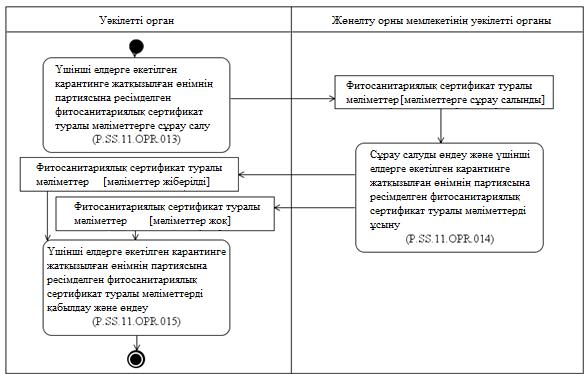 Уәкілетті орган
Жөнелту орны мемлекетінің уәкілетті органы
Үшінші елдерге әкетілген
карантинге жатқызылған өнімнің
партиясына ресімделген
фитосанитариялық сертификат
туралы мәліметтерге сұрау салу
(P.SS.11.OPR.013)
Фитосанитариялық сертификат туралы
мәліметтер [мәліметтерге сұрау салынды]
Сұрау салуды өңдеу және үшінші
елдерге әкетілген карантинге
жатқызылған өнімнің партиясына
ресімделген фитосанитариялық
сертификат туралы мәліметтерді
ұсыну
(P.SS.11.OPR.014)
Фитосанитариялық сертификат туралы
мәліметтер [мәліметтер жіберілді]
Фитосанитариялық сертификат туралы
мәліметтер [мәліметтер жоқ]
Үшінші елдерге әкетілген карантинге
жатқызылған өнімнің партиясына
ресімделген фитосанитариялық
сертификат туралы мәліметтерді
қабылдау және өңдеу
(P.SS.11.OPR.015)